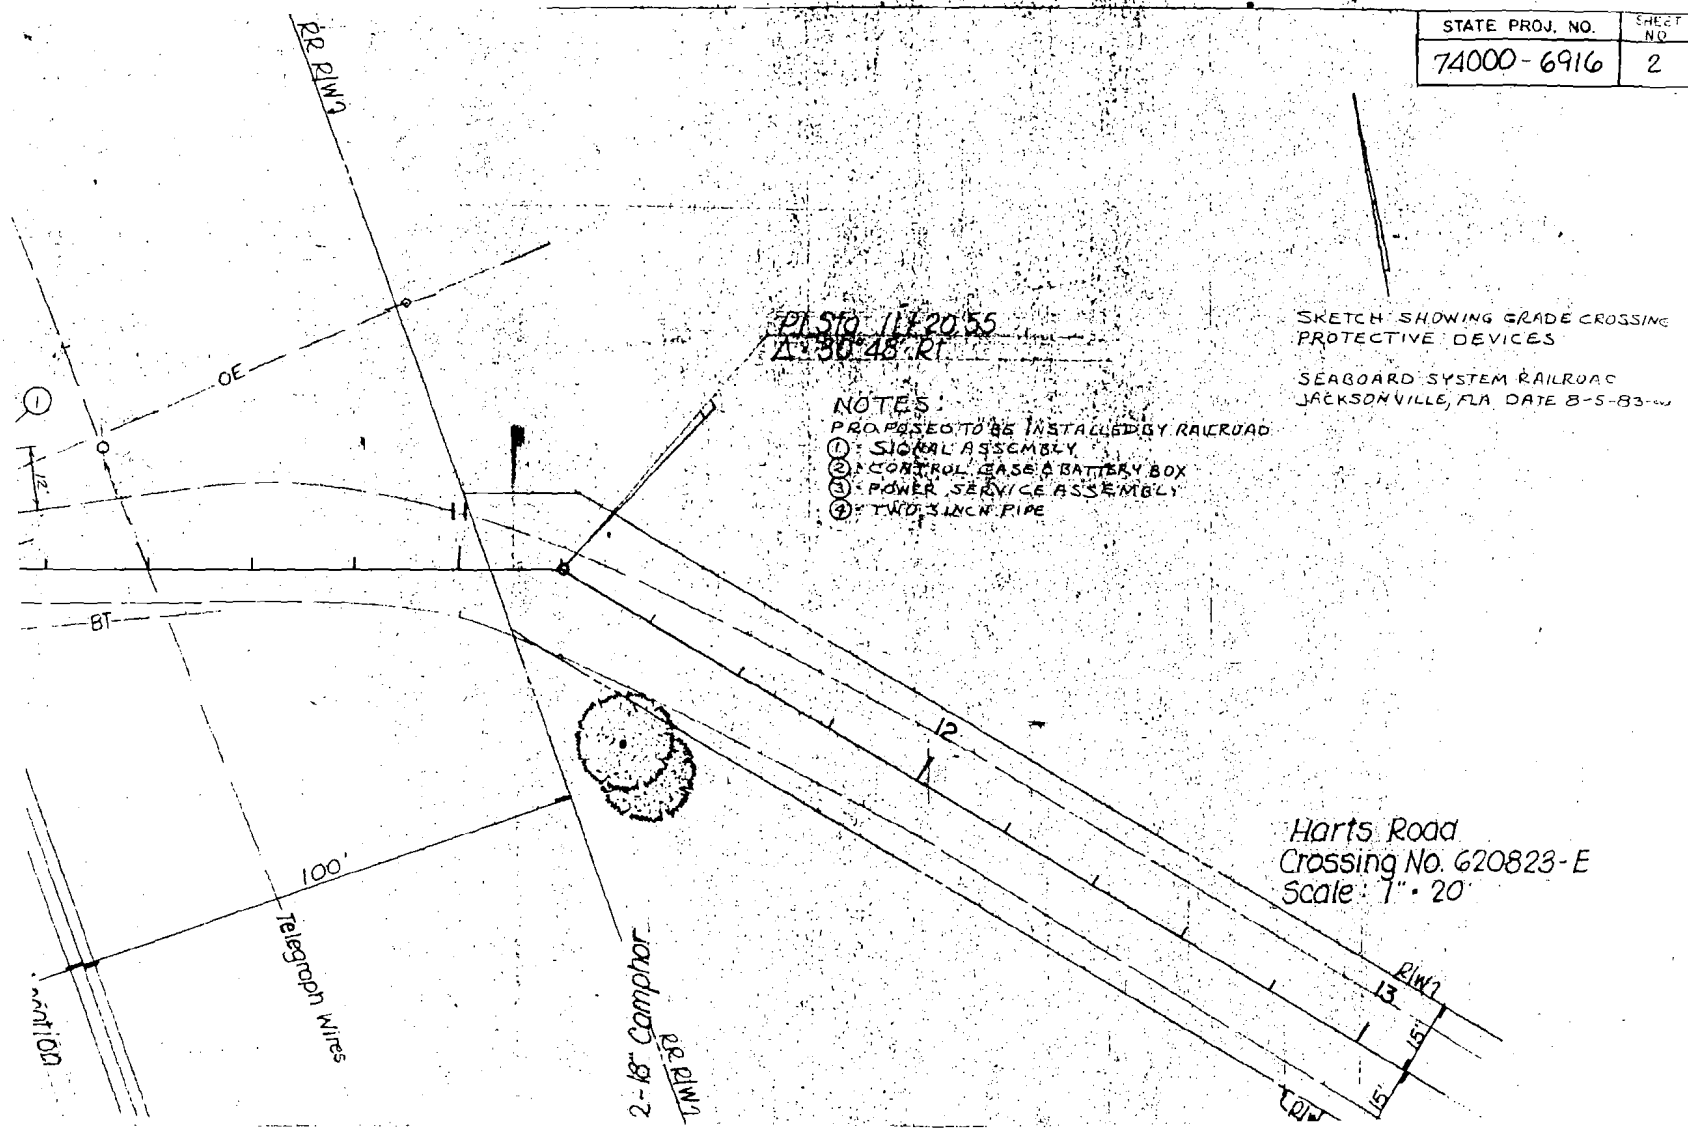 STATE PROJ. NO.
SHEET NO
74000-6916
2
RR R/W
PI Sta. 11+20.55
Δ=30°48' Rt
SKETCH SHOWING GRADE CROSSING
PROTECTIVE DEVICES
SEABOARD SYSTEM RAILROAD
JACKSONVILLE, FLA DATE 8-5-83
OE
1
12'
NOTES:
PROPOSED TO BE INSTALLED BY RAILROAD
① = SIGNAL ASSEMBLY
② = CONTROL CASE & BATTERY BOX
③ = POWER SERVICE ASSEMBLY
④ = TWO 3 INCH PIPE
11
BT
12
Harts Road
Crossing No. 620823-E
Scale: 1" = 20'
100'
Telegraph Wires
2-18" Camphor
RR R/W
R/W
13
15'
15'
R/W